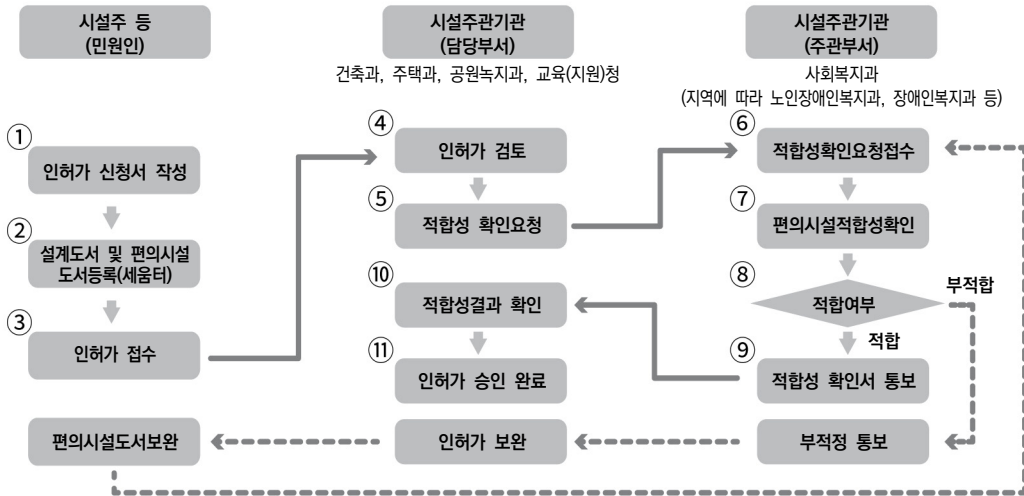 시설주 등
(민원인)
시설주관기관
(담당부서)
건축과, 주택과, 공원녹지과, 교육(지원)청
시설주관기관
(주관부서)
사회복지과
(지역에 따라 노인장애인복지과, 장애인복지과 등)
①
인허가 신청서 작성
②
설계도서 및 편의시설
도서등록(세움터)
③
인허가 접수
④
인허가 검토
⑤
적합성 확인요청
⑥
적합성확인요청접수
⑦
편의시설적합성확인
⑧
적합여부
부적합
적합
⑨
적합성 확인서 통보
⑩
적합성결과 확인
⑪
인허가 승인 완료
부적정 통보
인허가 보완
편의시설도서보완